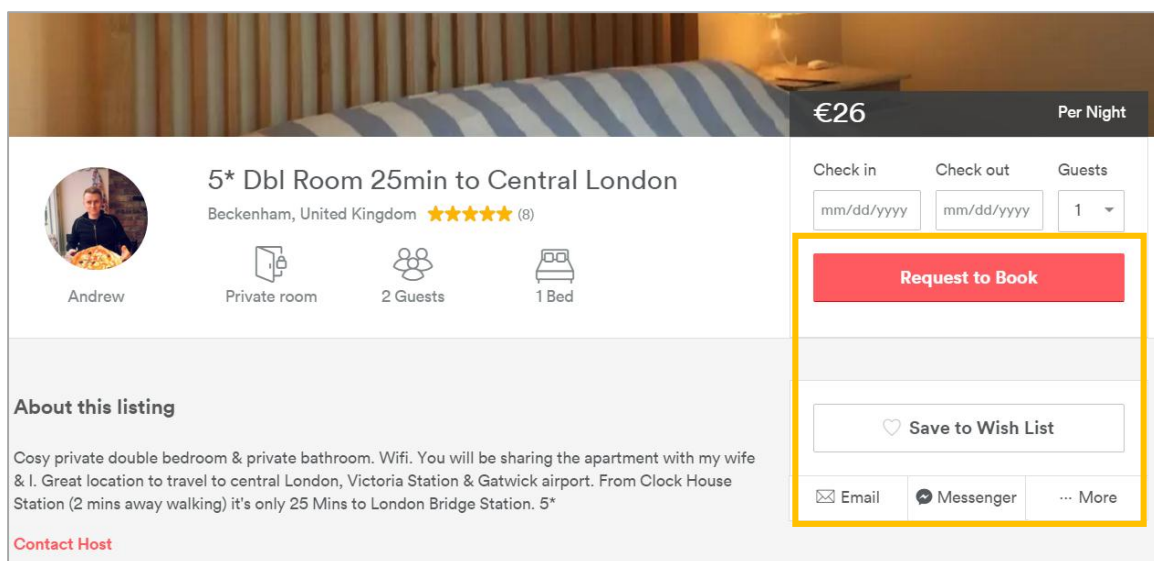 €26 Per Night
Check in Check out Guests
mm/dd/yyyy mm/dd/yyyy 1
Request to Book
5* Dbl Room 25min to Central London
Beckenham, United Kingdom (8)
Andrew Private room 2 Guests 1 Bed
About this listing
Cosy private double bedroom & private bathroom. Wifi. You will be sharing the apartment with my wife
& I. Great location to travel to central London, Victoria Station & Gatwick airport. From Clock House
Station (2 mins away walking) it's only 25 Mins to London Bridge Station. 5*
Contact Host
Save to Wish List
Email Messenger ··· More